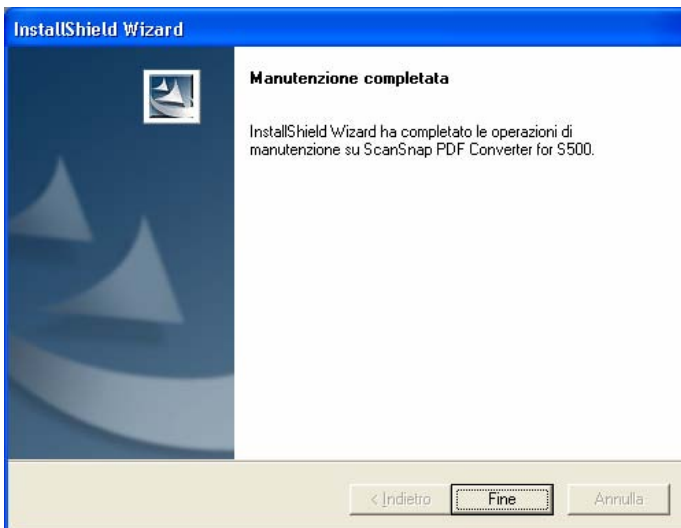 InstallShield Wizard
Manutenzione completata
InstallShield Wizard ha completato le operazioni di
manutenzione su ScanSnap PDF Converter for S500.
< Indietro
Fine
Annulla